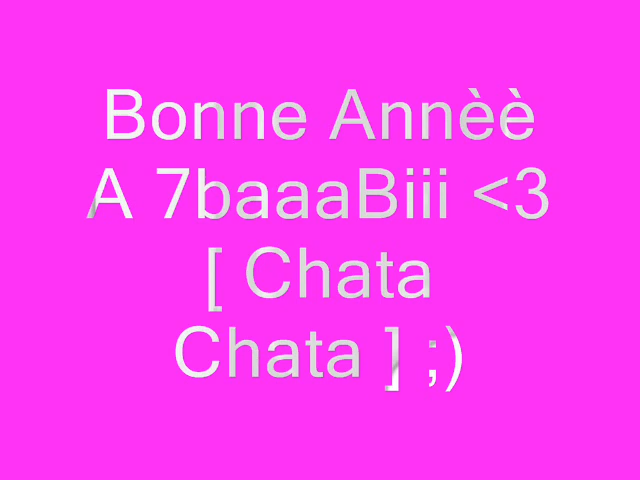 Bonne Annèè
A 7baaaBiii <3
[ Chata
Chata ] ;)